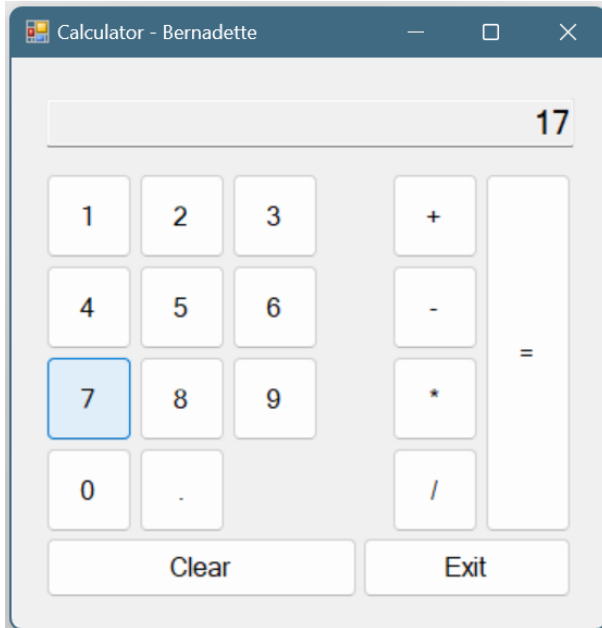 Calculator - Bernadette
17
1 2 3 +
4 5 6 -
=
7 8 9 *
0 . /
Clear Exit